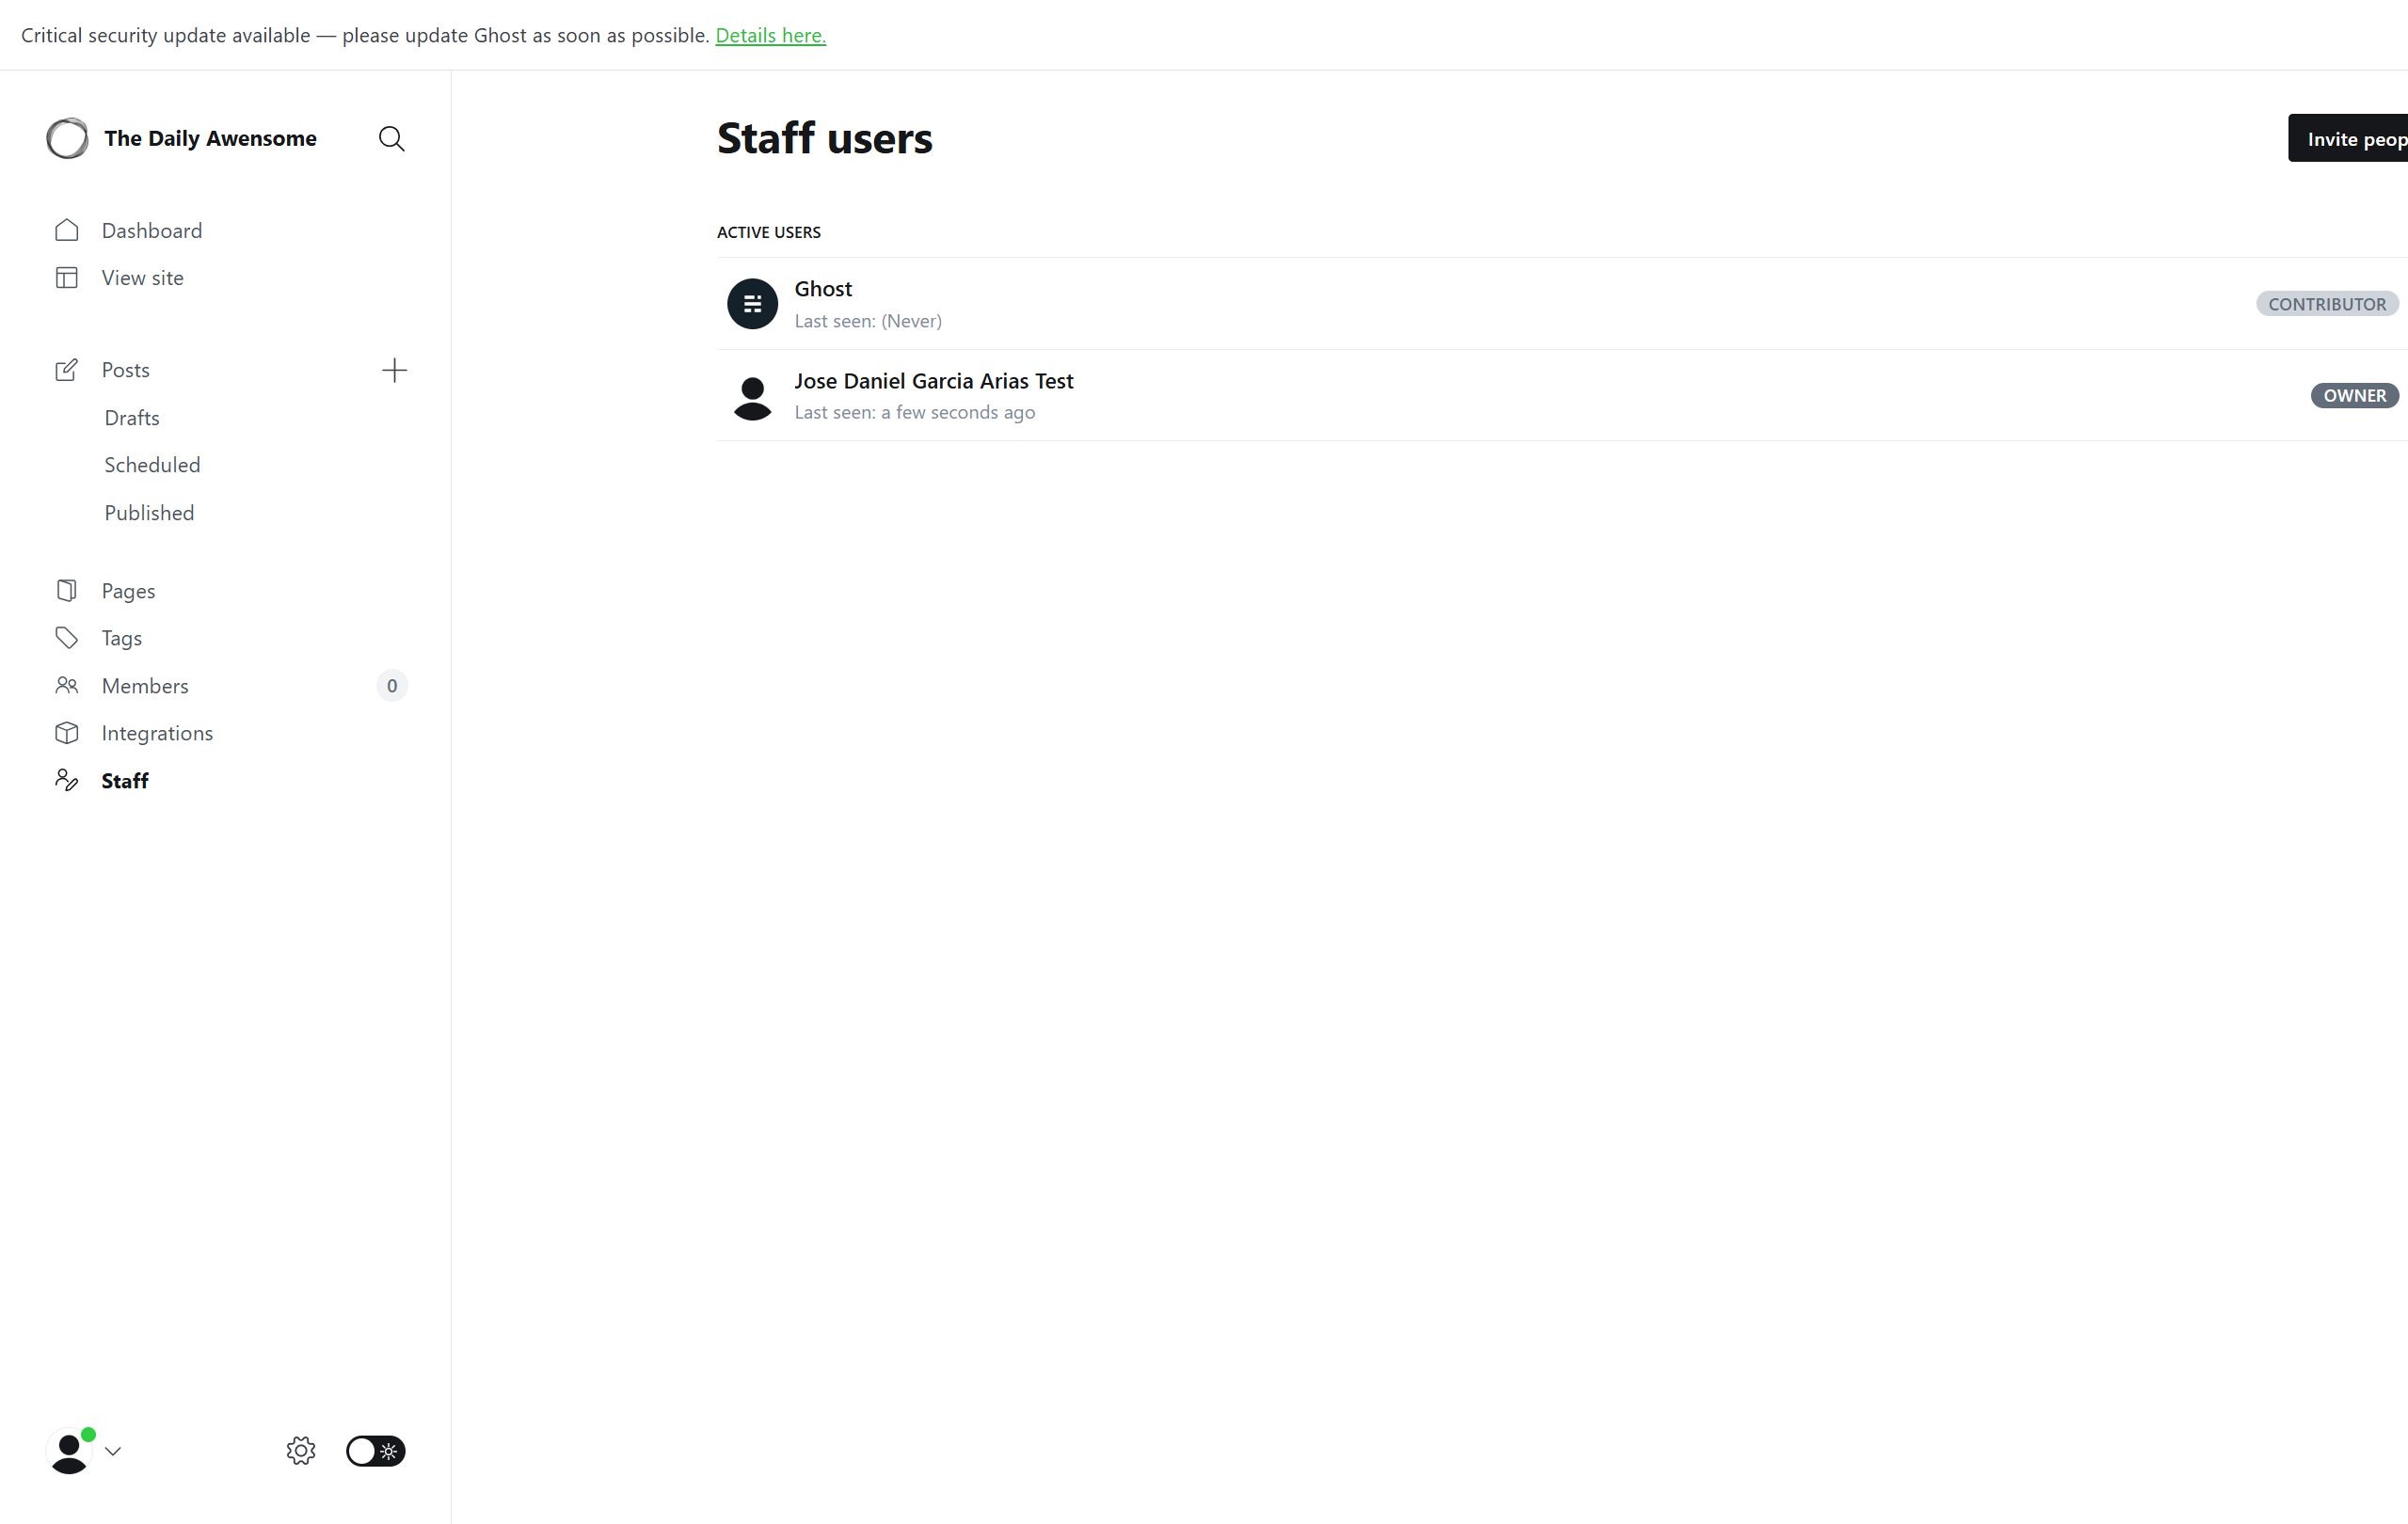 Critical security update available — please update Ghost as soon as possible. Details here.
The Daily Awensome
Dashboard
View site
Posts
Drafts
Scheduled
Published
Pages
Tags
Members 0
Integrations
Staff
Staff users
Invite peop
ACTIVE USERS
Ghost
Last seen: (Never)
CONTRIBUTOR
Jose Daniel Garcia Arias Test
Last seen: a few seconds ago
OWNER